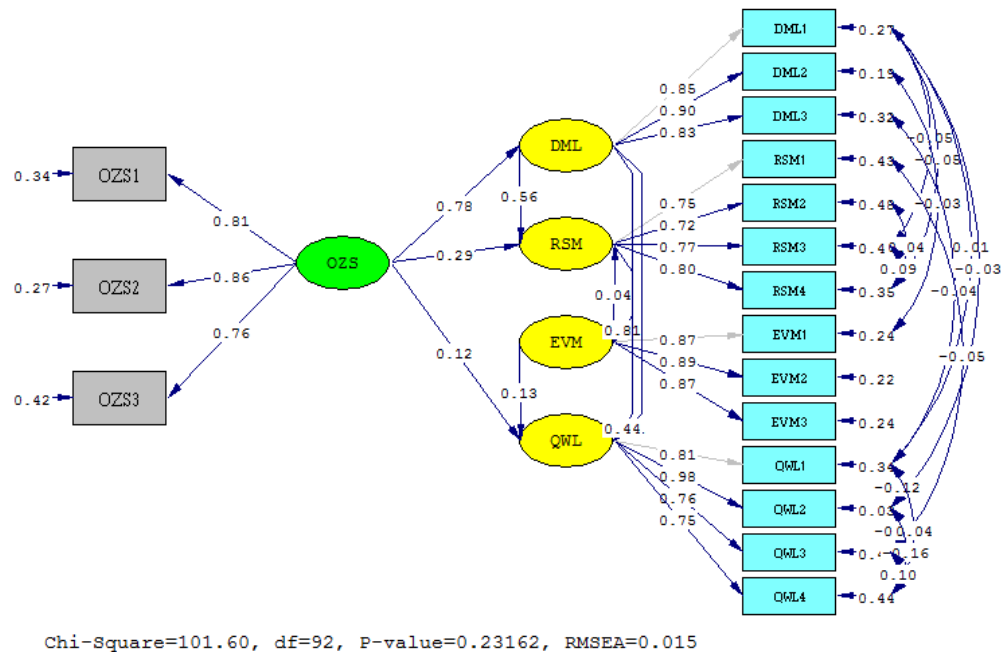 DML1 0.27
DML2 0.19
DML3 0.32
RSM1 0.43
RSM2 0.48
RSM3
RSM4 0.35
EVM1 0.24
EVM2 0.22
EVM3 0.24
QWL1 0.34
QWL2 0.03
QWL3
QWL4 0.44
0.34 OZS1
0.27 OZS2
0.42 OZS3
OZS
DML
RSM
EVM
QWL
0.81
0.86
0.76
0.78
0.29
0.12
0.56
0.04
0.13
0.81
0.44
0.85
0.90
0.83
0.75
0.72
0.77
0.80
0.87
0.89
0.87
0.81
0.98
0.76
0.75
-0.05
-0.05
-0.03
0.09
0.01
-0.03
-0.04
-0.05
-0.12
-0.16
0.10
Chi-Square=101.60, df=92, P-value=0.23162, RMSEA=0.015